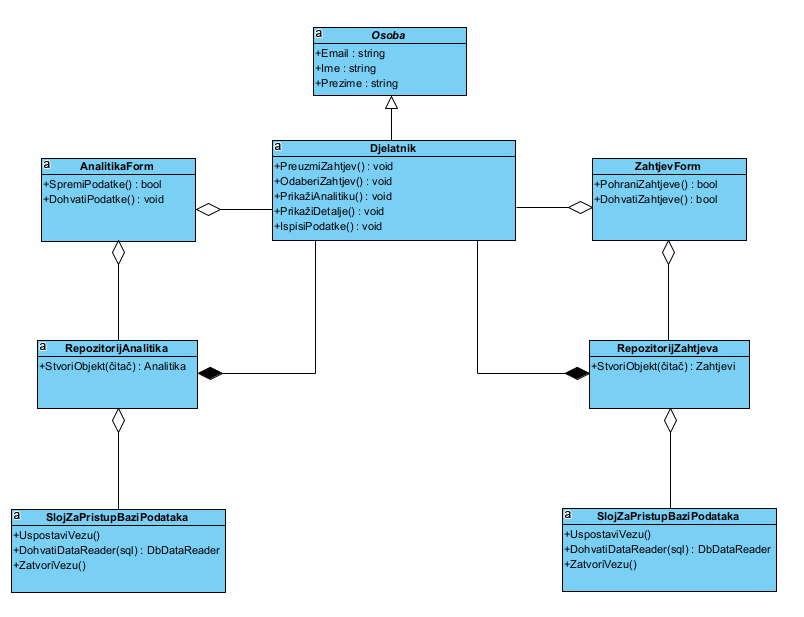 a
Osoba
+Email : string
+Ime : string
+Prezime : string
a
Djelatnik
+PreuzmiZahtjev() : void
+OdaberiZahtjev() : void
+PrikažiAnalitiku() : void
+PrikažiDetalje() : void
+IspisiPodatke() : void
a
AnalitikaForm
+SpremiPodatke() : bool
+DohvatiPodatke() : void
ZahtjevForm
+PohraniZahtjeve() : bool
+DohvatiZahtjeve() : bool
a
RepozitorijAnalitika
+StvoriObjekt(čitač) : Analitika
RepozitorijZahtjeva
+StvoriObjekt(čitač) : Zahtjevi
a
SlojZaPristupBaziPodataka
+UspostaviVezu()
+DohvatiDataReader(sql) : DbDataReader
+ZatvoriVezu()
a
SlojZaPristupBaziPodataka
+UspostaviVezu()
+DohvatiDataReader(sql) : DbDataReader
+ZatvoriVezu()